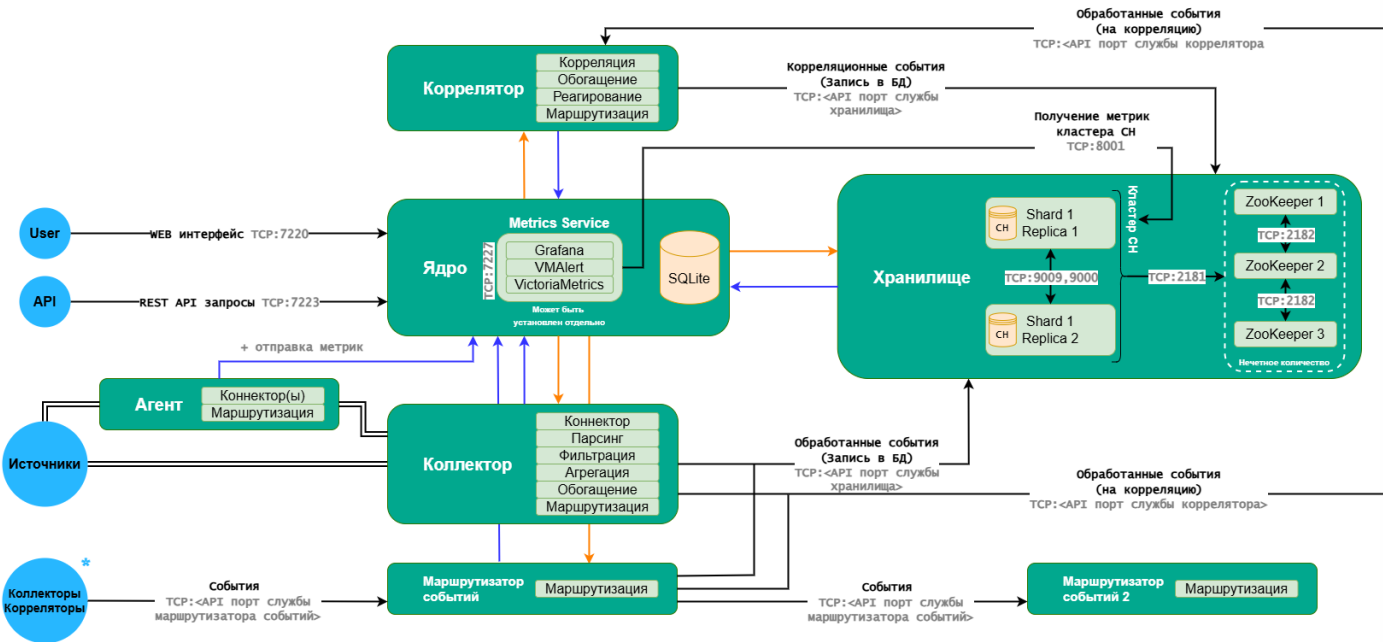 Обработанные события
(на корреляцию)
TCP:<API порт службы коррелятора
Коррелятор
Корреляция
Обогащение
Реагирование
Маршрутизация
Корреляционные события
(Запись в БД)
TCP:<API порт службы
хранилища>
Получение метрик
кластера CH
TCP:8001
User
WEB интерфейс TCP:7220
API
REST API запросы TCP:7223
Ядро
Metrics Service
TCP:7227
Grafana
VMAlert
VictoriaMetrics
Может быть
установлен отдельно
SQLite
Хранилище
CH
Shard 1
Replica 1
TCP:9009,9000
CH
Shard 1
Replica 2
Кластер CH
TCP:2181
ZooKeeper 1
TCP:2182
ZooKeeper 2
TCP:2182
ZooKeeper 3
Нечетное количество
+ отправка метрик
Агент
Коннектор(ы)
Маршрутизация
Источники
Коллектор
Коннектор
Парсинг
Фильтрация
Агрегация
Обогащение
Маршрутизация
Обработанные события
(Запись в БД)
TCP:<API порт службы
хранилища>
Обработанные события
(на корреляцию)
TCP:<API порт службы коррелятора>
*
Коллекторы
Корреляторы
События
TCP:<API порт службы
маршрутизатора событий>
Маршрутизатор
событий
Маршрутизация
События
TCP:<API порт службы
маршрутизатора событий>
Маршрутизатор
событий 2
Маршрутизация